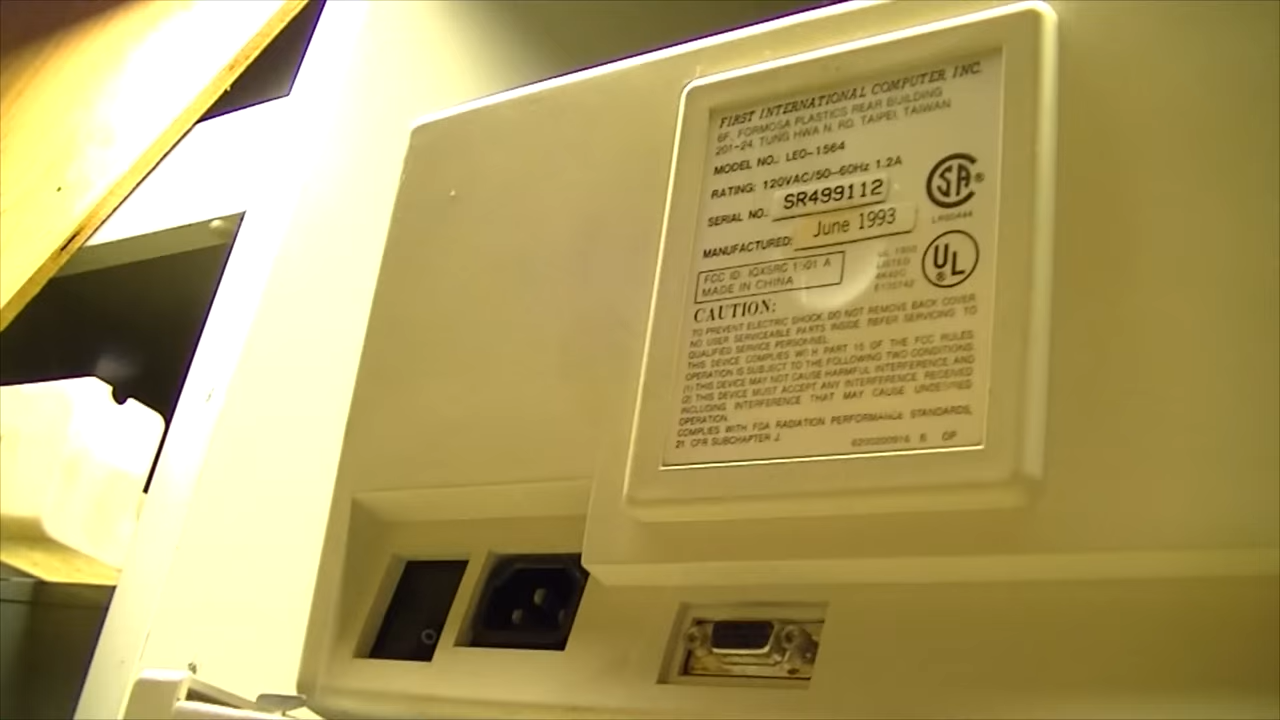 FIRST INTERNATIONAL COMPUTER, INC.
6F, FORMOSA PLASTICS REAR BUILDING
201-24, TUNG HWA N. RD. TAIPEI, TAIWAN
MODEL NO.: LEO-1564
RATING: 120VAC/50-60Hz 1.2A
SERIAL NO.: SR499112
MANUFACTURED: June 1993
FCC ID
MADE IN CHINA
SA ®
UL ®
LISTED
CAUTION:
TO PREVENT ELECTRIC SHOCK, DO NOT REMOVE BACK COVER
NO USER SERVICEABLE PARTS INSIDE REFER SERVICING TO
QUALIFIED SERVICE PERSONNEL.
THIS DEVICE COMPLIES WITH PART 15 OF THE FCC RULES
OPERATION IS SUBJECT TO THE FOLLOWING TWO CONDITIONS.
(1) THIS DEVICE MAY NOT CAUSE HARMFUL INTERFERENCE, AND
(2) THIS DEVICE MUST ACCEPT ANY INTERFERENCE RECEIVED
INCLUDING INTERFERENCE THAT MAY CAUSE UNDESIRED
OPERATION.
COMPLIES WITH FDA RADIATION PERFORMANCE STANDARDS,
21 CFR SUBCHAPTER J.